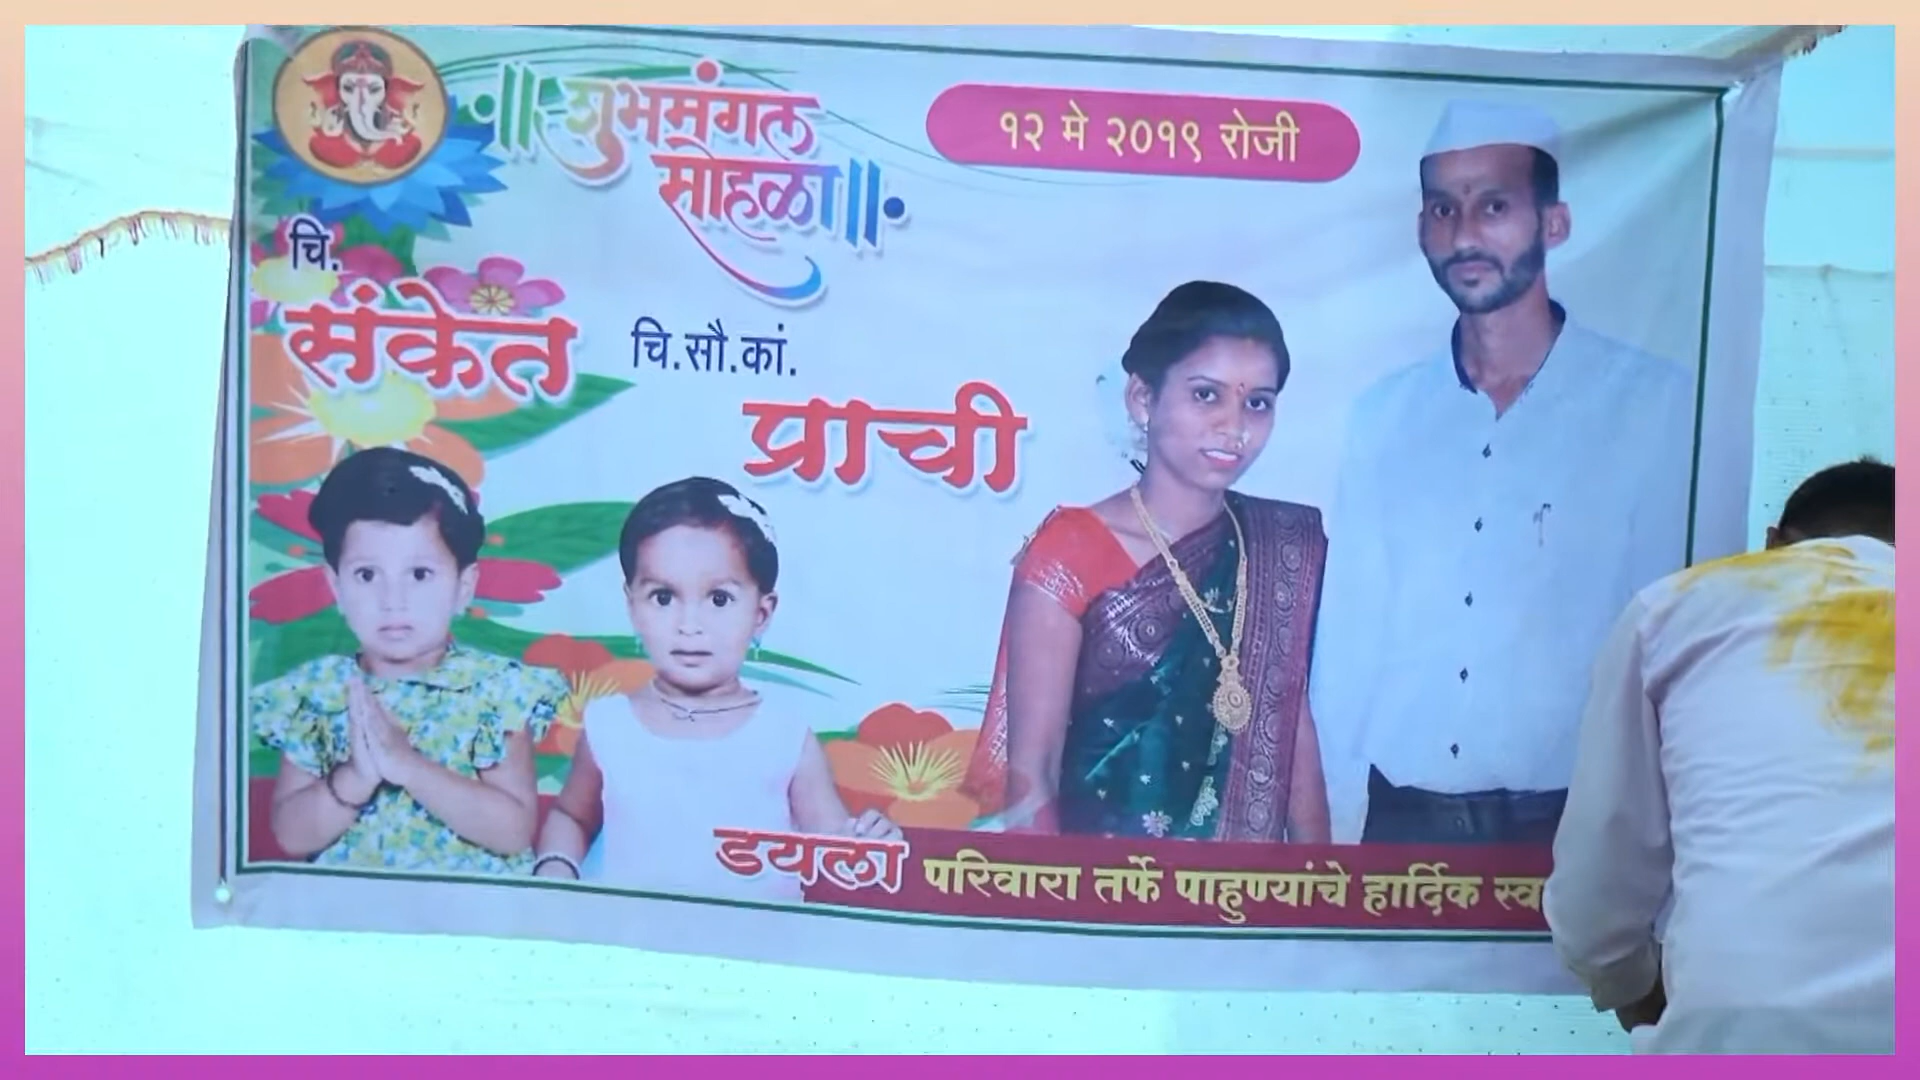 ॥शुभमंगल
सोहळा॥
१२ मे २०१९ रोजी
चि.
संकेत
चि.सौ.कां.
प्राची
डयला परिवारा तर्फे पाहुण्यांचे हार्दिक